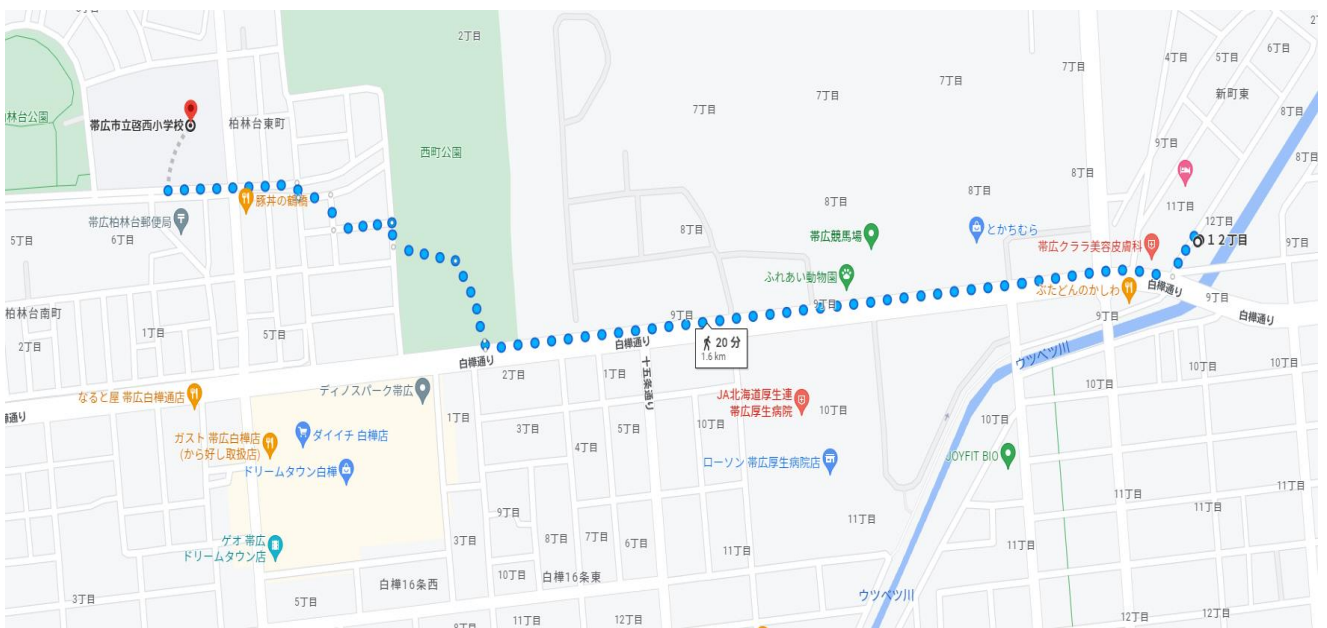 2丁目
7丁目
2丁目
6丁目
5丁目
4丁目
7丁目
7丁目
7丁目
7丁目
新町東
8丁目
8丁目
柏林台公園
帯広市立啓西小学校
柏林台東町
西町公園
9丁目
8丁目
8丁目
8丁目
8丁目
11丁目
12丁目
豚丼の鶴橋
帯広柏林台郵便局
5丁目
6丁目
8丁目
帯広競馬場
とかちむら
帯広クララ美容皮膚科
12丁目
9丁目
ふれあい動物園
ぶたどんのかしわ
白樺通り
9丁目
白樺通り
柏林台南町
1丁目
5丁目
2丁目
9丁目
9丁目
9丁目
20 分
1.6 km
白樺通り
白樺通り
ウツベツ川
10丁目
10丁目
2丁目
1丁目
十五条通り
10丁目
なると屋 帯広白樺通店
ディノスパーク帯広
JA北海道厚生連
帯広厚生病院
10丁目
10丁目
10丁目
1丁目
3丁目
5丁目
4丁目
ガスト 帯広白樺店
(から好し取扱店)
ダイイチ 白樺店
ドリームタウン白樺
ローソン 帯広厚生病院店
JOYFIT BIO
11丁目
11丁目
9丁目
11丁目
ゲオ 帯広
ドリームタウン店
3丁目
8丁目
7丁目
6丁目
11丁目
11丁目
白樺16条西
10丁目
白樺16条東
3丁目
5丁目
ウツベツ川
11丁目
12丁目
12丁目
12丁目